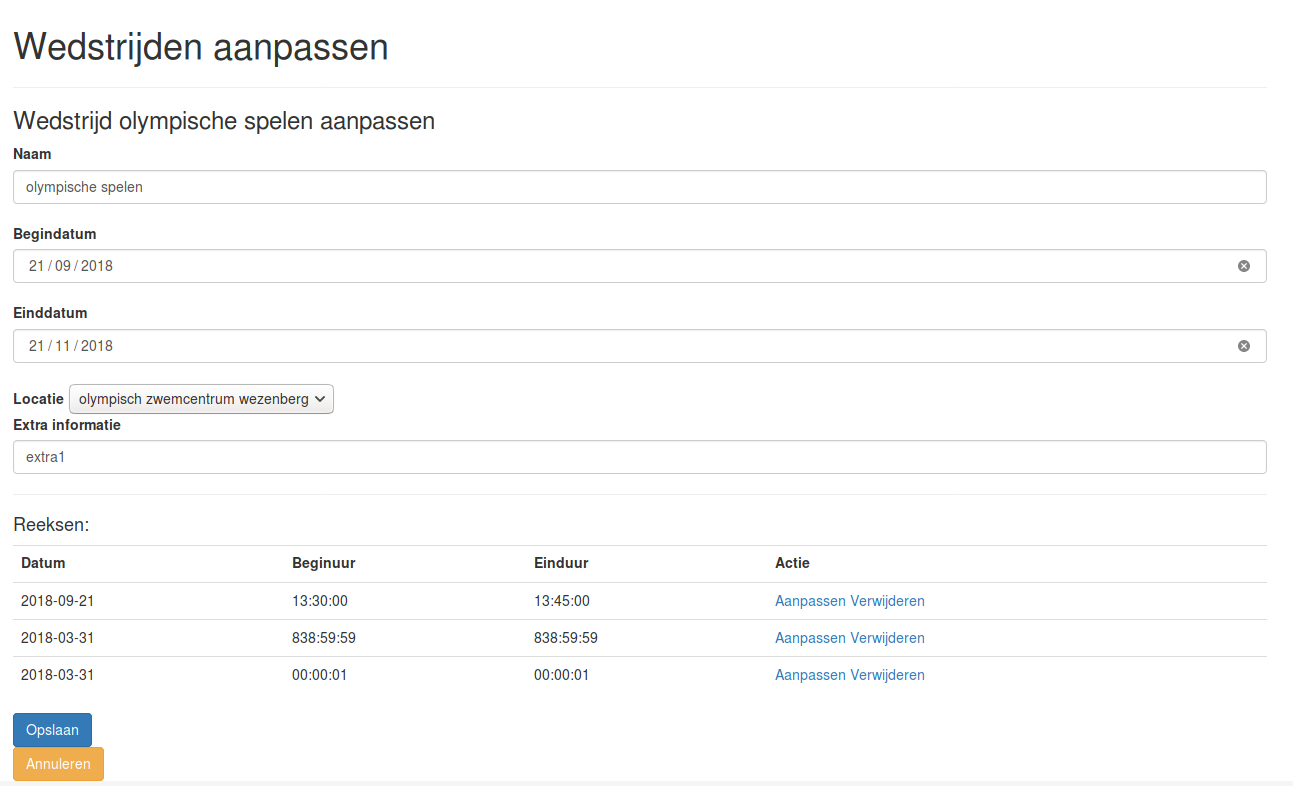 Wedstrijden aanpassen
Wedstrijd olympische spelen aanpassen
Naam
olympische spelen
Begindatum
21 / 09 / 2018
Einddatum
21 / 11 / 2018
Locatie olympisch zwemcentrum wezenberg
Extra informatie
extra1
Reeksen:
Datum Beginuur Einduur Actie
2018-09-21 13:30:00 13:45:00 Aanpassen Verwijderen
2018-03-31 838:59:59 838:59:59 Aanpassen Verwijderen
2018-03-31 00:00:01 00:00:01 Aanpassen Verwijderen
Opslaan
Annuleren